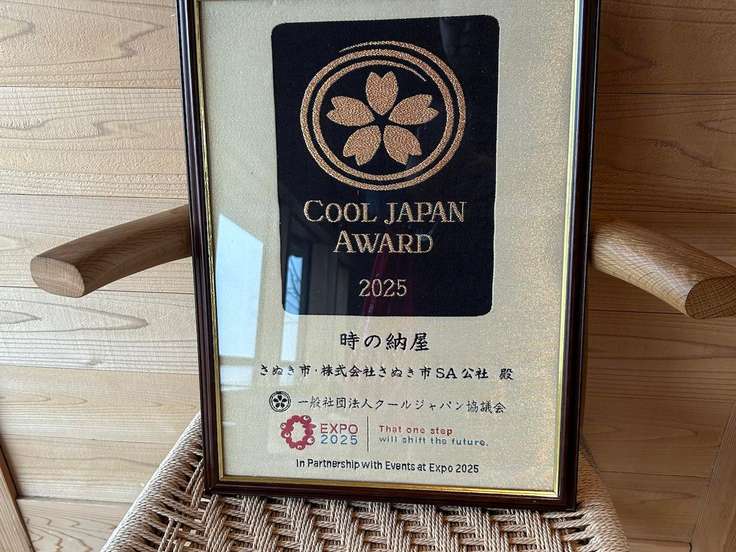 COOL JAPAN
AWARD
2025
時の納屋
さぬき市・株式会社さぬき市SA公社 殿
一般社団法人クールジャパン協議会
EXPO
2025
That one step
will shift the future.
In Partnership with Events at Expo 2025